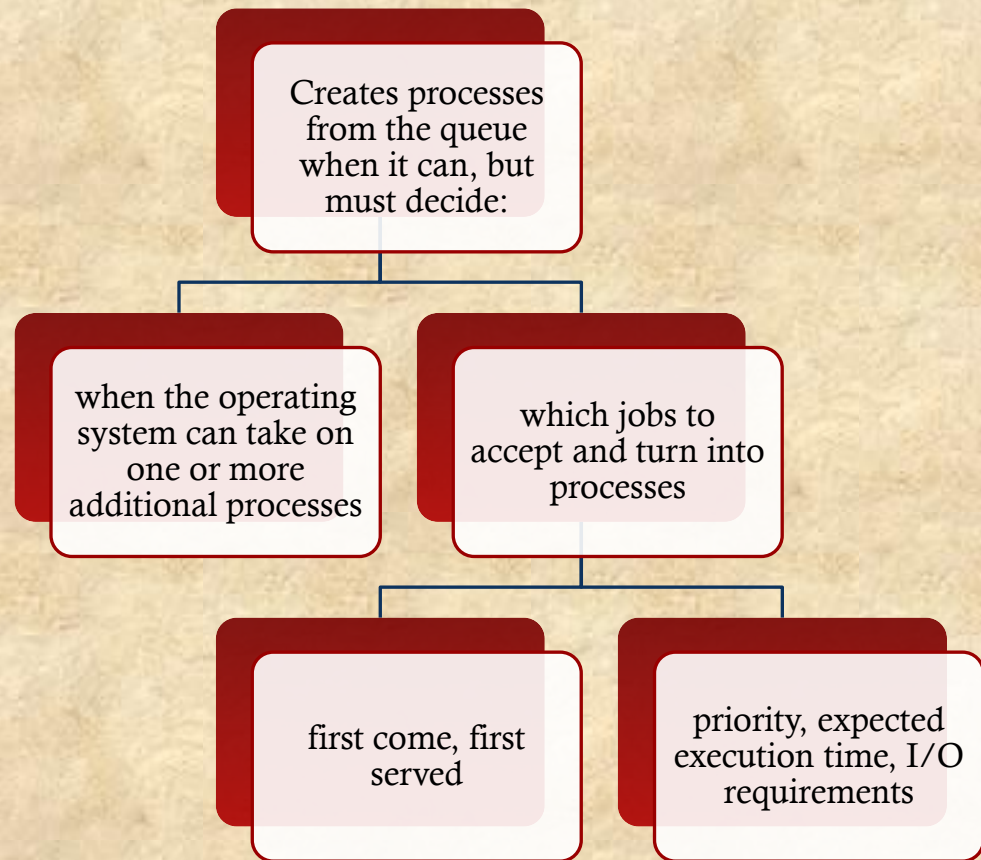 Creates processes
from the queue
when it can, but
must decide:
when the operating
system can take on
one or more
additional processes
which jobs to
accept and turn into
processes
first come, first
served
priority, expected
execution time, I/O
requirements